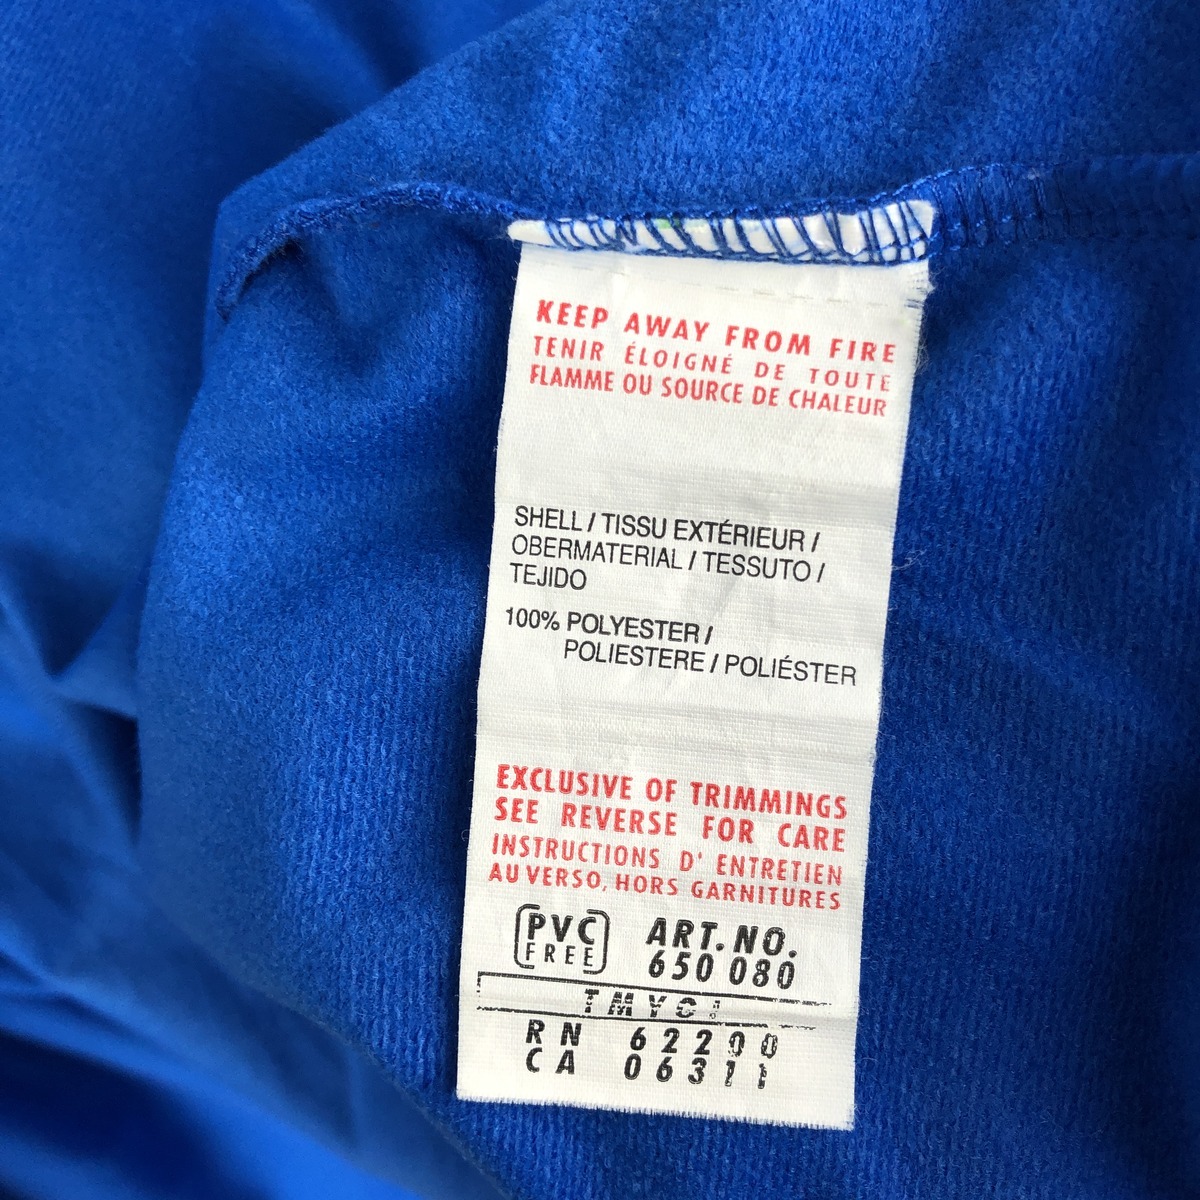 KEEP AWAY FROM FIRE
TENIR ÉLOIGNÉ DE TOUTE
FLAMME OU SOURCE DE CHALEUR
SHELL / TISSU EXTÉRIEUR /
OBERMATERIAL / TESSUTO /
TEJIDO
100% POLYESTER /
POLIESTERE / POLIÉSTER
EXCLUSIVE OF TRIMMINGS
SEE REVERSE FOR CARE
INSTRUCTIONS D' ENTRETIEN
AU VERSO, HORS GARNITURES
PVC
FREE
ART. NO.
650 080
RN 62200
CA 06311